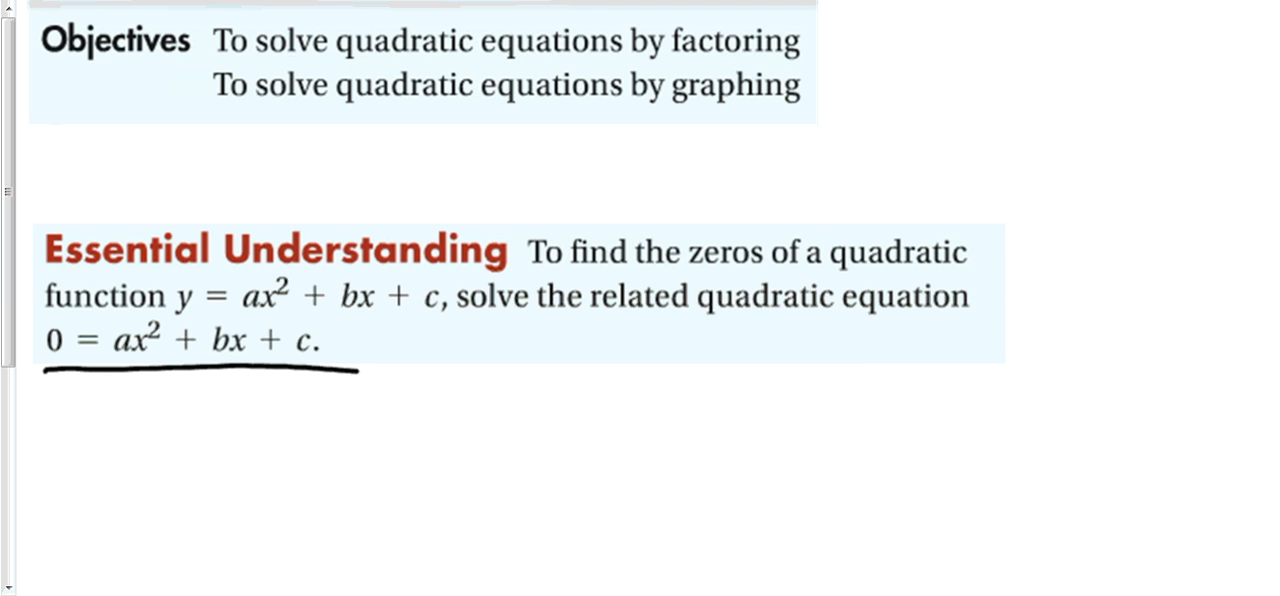 Objectives To solve quadratic equations by factoring
To solve quadratic equations by graphing
Essential Understanding To find the zeros of a quadratic
function y = ax² + bx + c, solve the related quadratic equation
0 = ax² + bx + c.